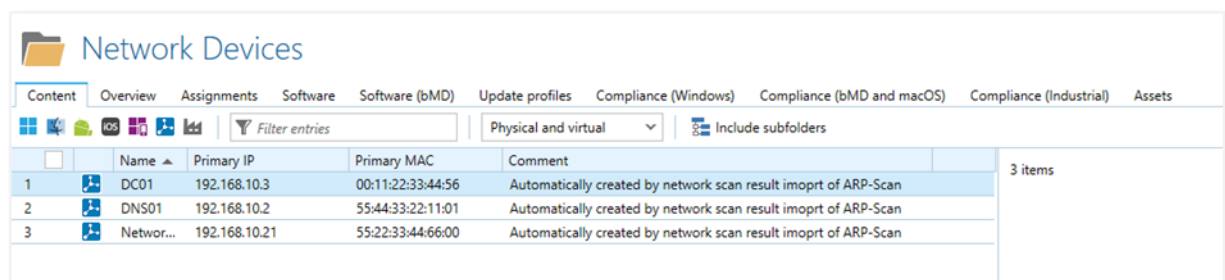 Network Devices
Content Overview Assignments Software Software (bMD) Update profiles Compliance (Windows) Compliance (bMD and macOS) Compliance (Industrial) Assets
iOS Filter entries Physical and virtual Include subfolders
Name Primary IP Primary MAC Comment
3 items
1 DC01 192.168.10.3 00:11:22:33:44:56 Automatically created by network scan result imoprt of ARP-Scan
2 DNS01 192.168.10.2 55:44:33:22:11:01 Automatically created by network scan result imoprt of ARP-Scan
3 Networ... 192.168.10.21 55:22:33:44:66:00 Automatically created by network scan result imoprt of ARP-Scan